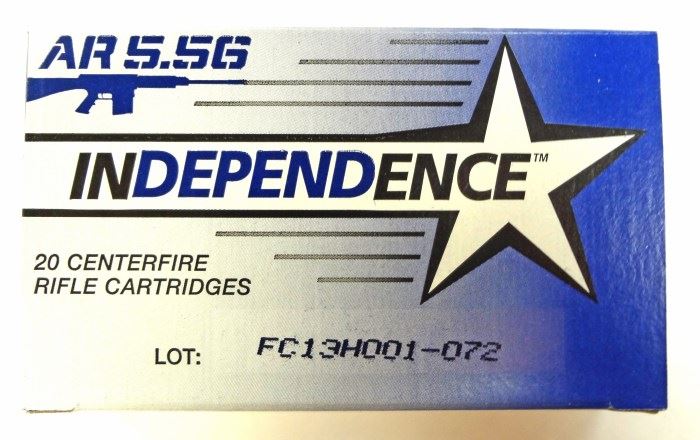 AR 5.56
INDEPENDENCE™
20 CENTERFIRE
RIFLE CARTRIDGES
LOT: FC13H001-072